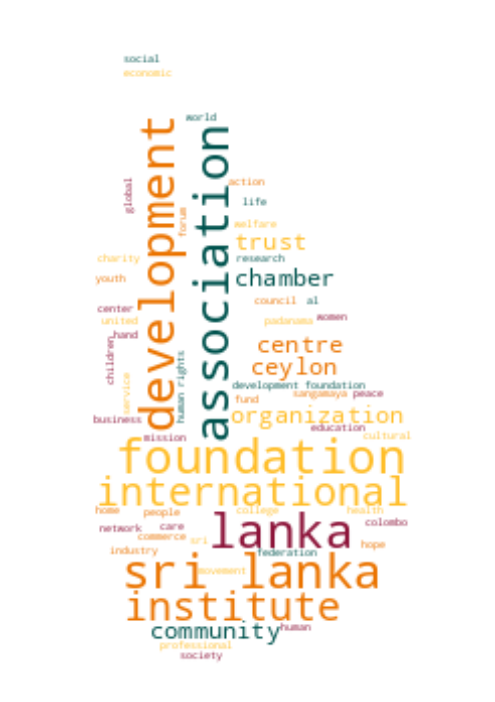 social
economic
world
development
association
global
forum
action
life
welfare
trust
charity
research
youth
chamber
center
council al
united
padanama women
hand
children
centre
ceylon
human rights
service
development foundation
fund
sangamaya peace
business
organization
education
mission
cultural
foundation
international
home
people
college
health
network
care
lanka
colombo
commerce
sri
hope
industry
federation
sri lanka
movement
institute
community
human
professional
society